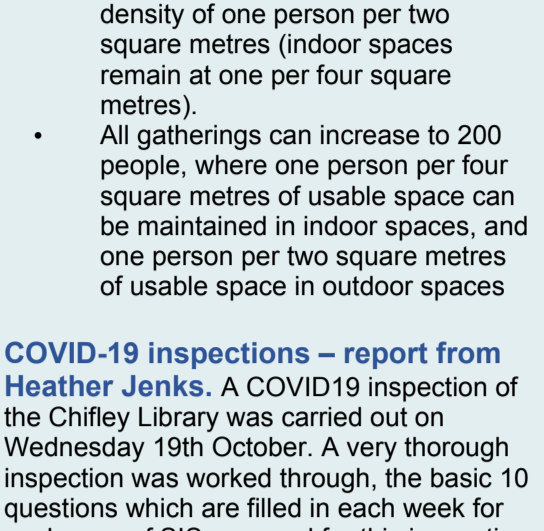 density of one person per two
square metres (indoor spaces
remain at one per four square
metres).
• All gatherings can increase to 200
people, where one person per four
square metres of usable space can
be maintained in indoor spaces, and
one person per two square metres
of usable space in outdoor spaces
COVID-19 inspections – report from
Heather Jenks. A COVID19 inspection of
the Chifley Library was carried out on
Wednesday 19th October. A very thorough
inspection was worked through, the basic 10
questions which are filled in each week for